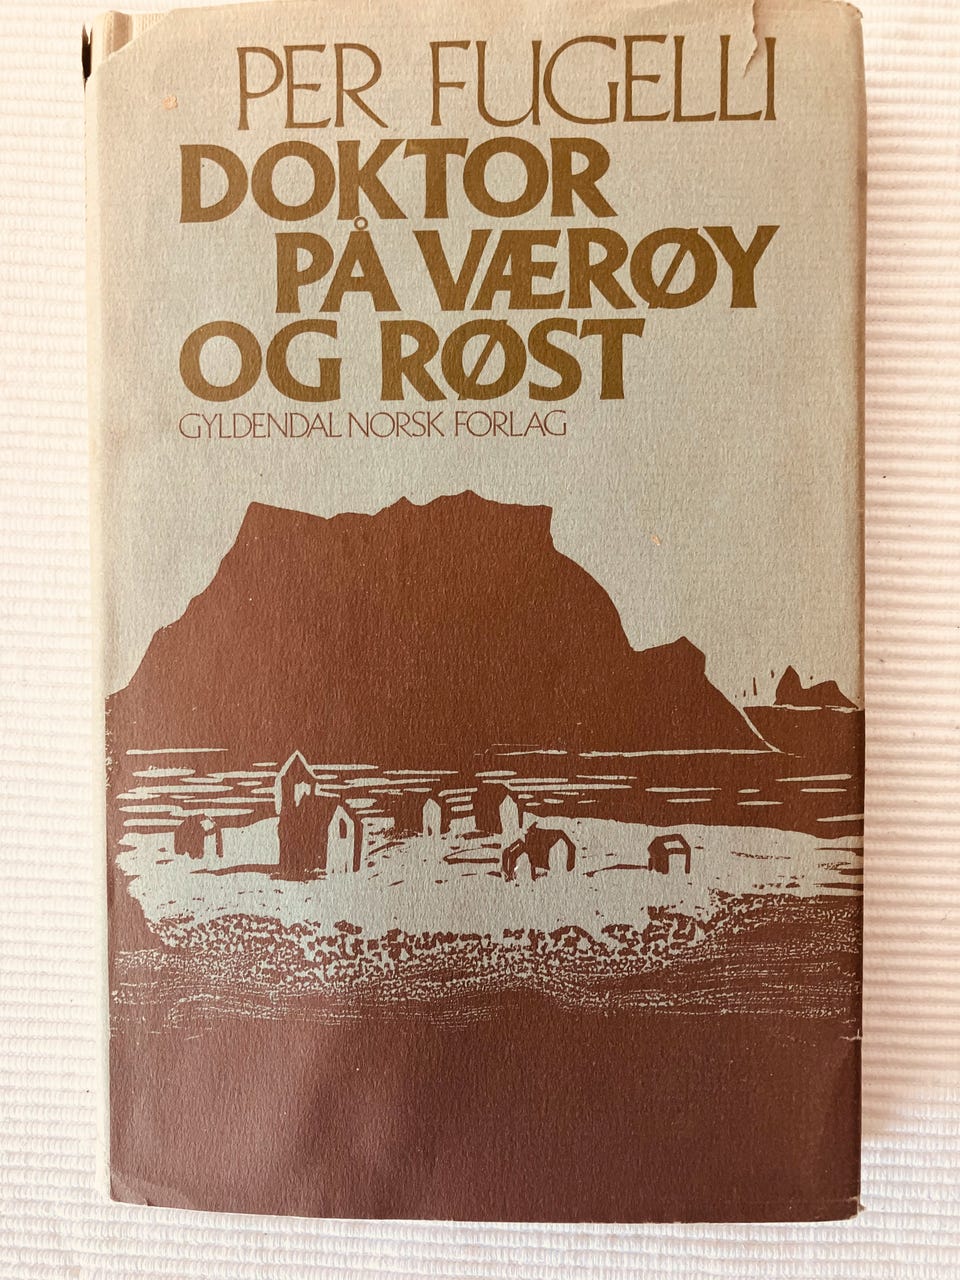 PER FUGELLI
DOKTOR
PÅ VÆRØY
OG RØST
GYLDENDAL NORSK FORLAG